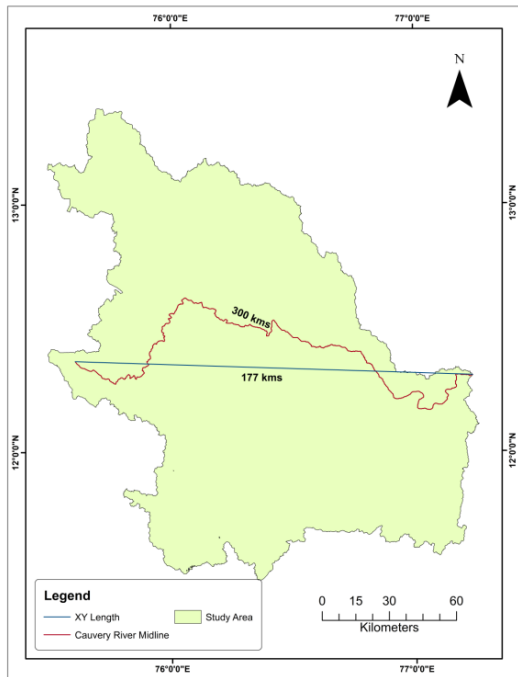 76°0'0"E
77°0'0"E
N
13°0'0"N
13°0'0"N
300 kms
177 kms
12°0'0"N
12°0'0"N
Legend
XY Length
Study Area
Cauvery River Midline
0 15 30 60
Kilometers
76°0'0"E
77°0'0"E